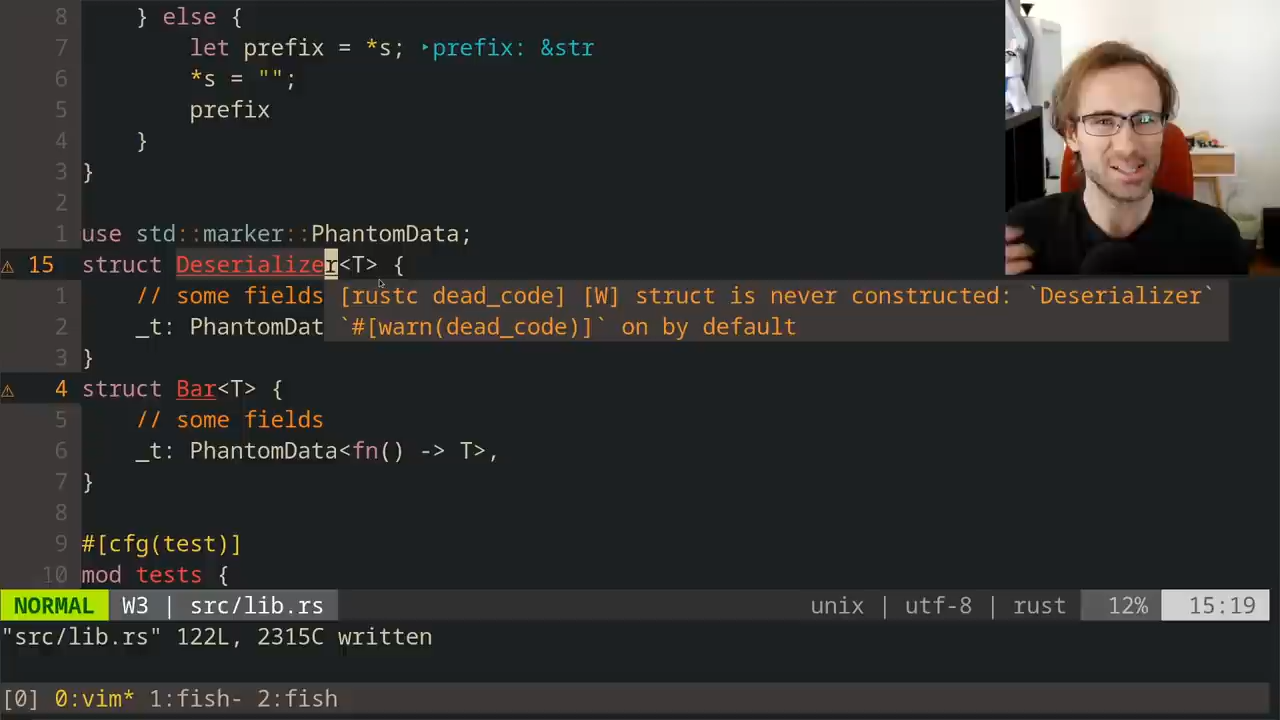 8 } else {
7 let prefix = *s; ‣prefix: &str
6 *s = "";
5 prefix
4 }
3 }
2
1 use std::marker::PhantomData;
⚠ 15 struct Deserializer<T> {
1 // some fields [rustc dead_code] [W] struct is never constructed: `Deserializer`
2 _t: PhantomDat `#[warn(dead_code)]` on by default
3 }
⚠ 4 struct Bar<T> {
5 // some fields
6 _t: PhantomData<fn() -> T>,
7 }
8
9 #[cfg(test)]
10 mod tests {
NORMAL W3 | src/lib.rs unix | utf-8 | rust 12% 15:19
"src/lib.rs" 122L, 2315C written
[0] 0:vim* 1:fish- 2:fish